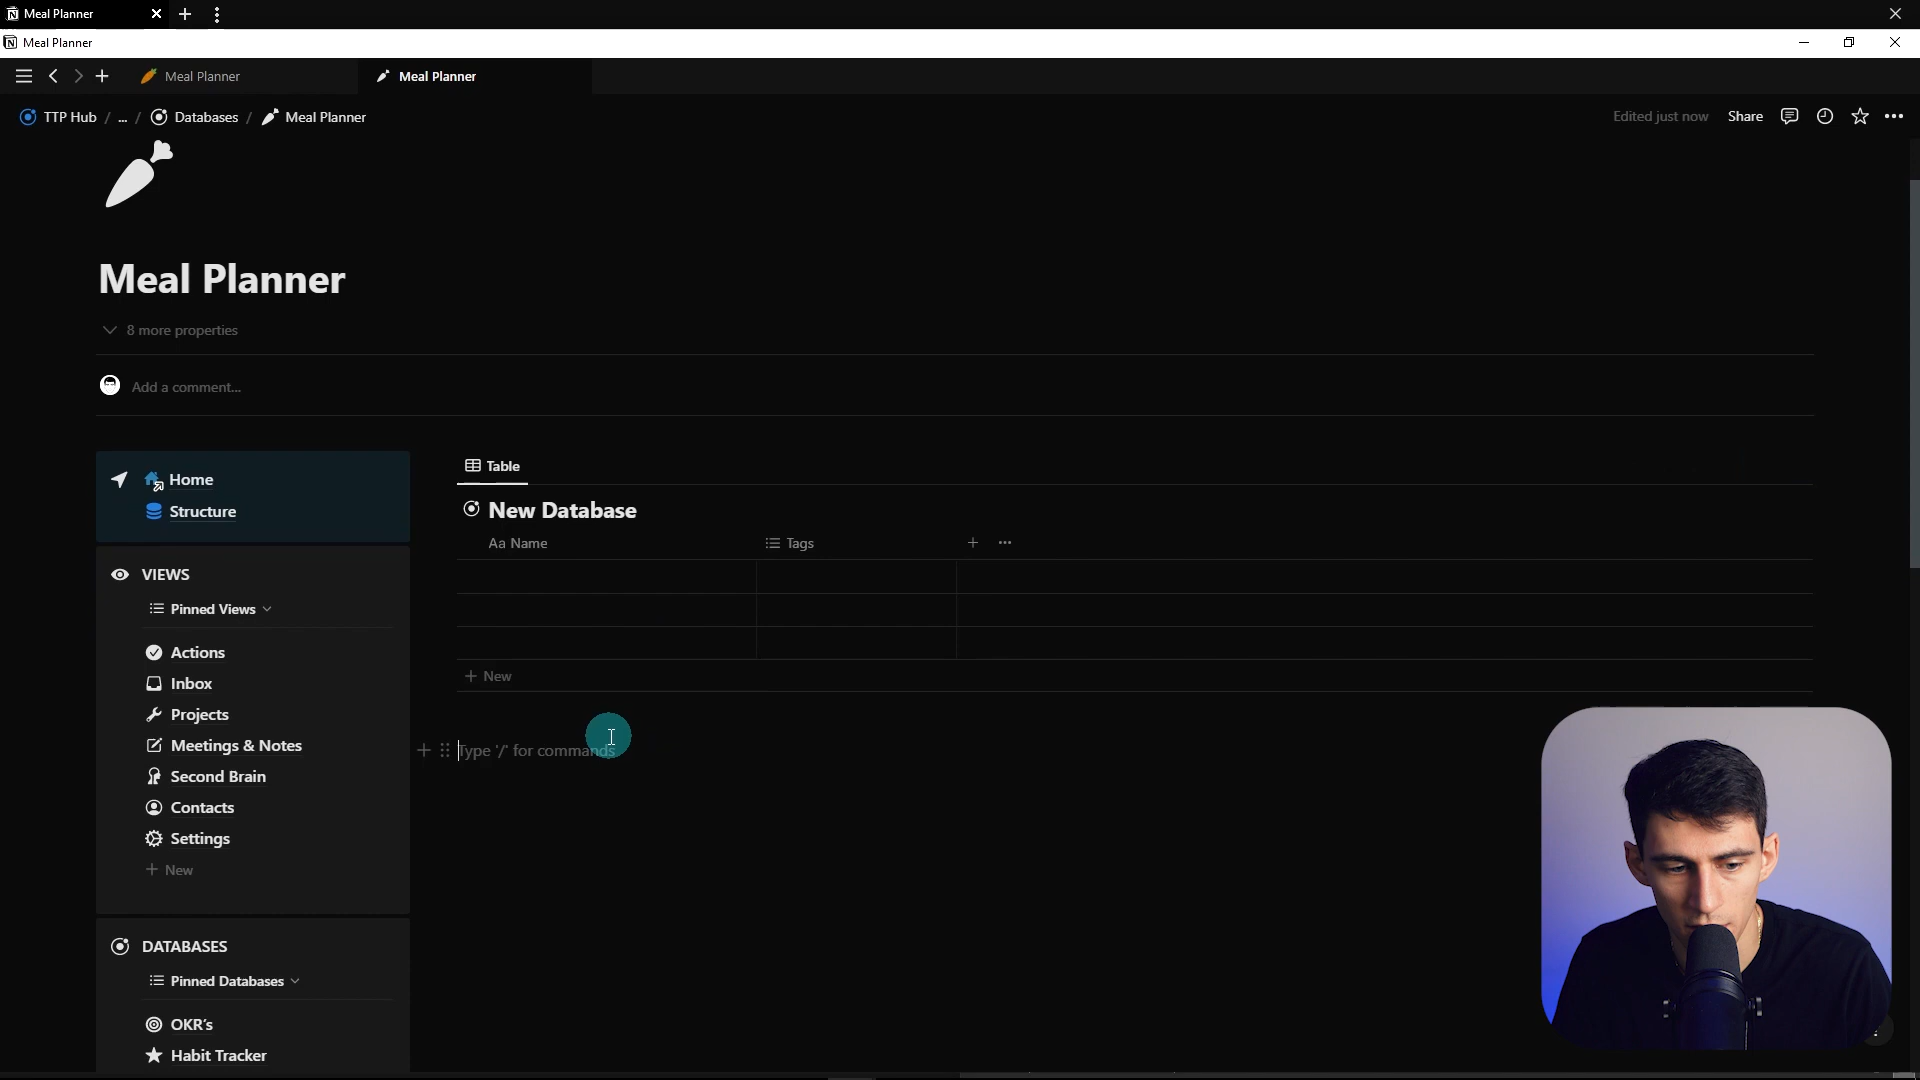 Meal Planner
Meal Planner
Meal Planner
Meal Planner
TTP Hub / ... / Databases / Meal Planner
Edited just now
Share
Meal Planner
8 more properties
Add a comment...
Home
Structure
VIEWS
Pinned Views
Actions
Inbox
Projects
Meetings & Notes
Second Brain
Contacts
Settings
New
DATABASES
Pinned Databases
OKR's
Habit Tracker
Table
New Database
Aa Name
Tags
New
Type '/' for commands